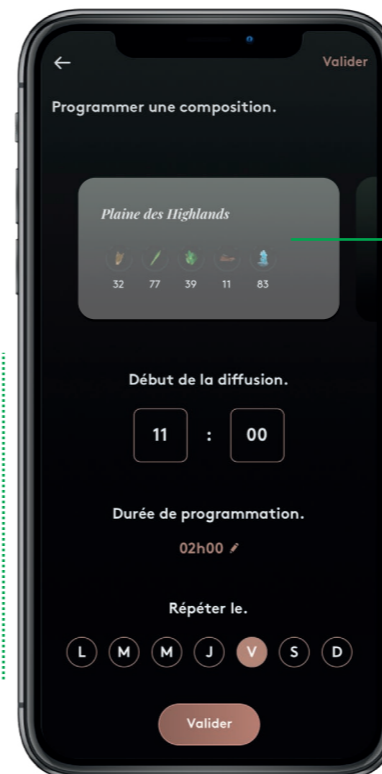 Valider
Programmer une composition.
Plaine des Highlands
32 77 39 11 83
Début de la diffusion.
11 : 00
Durée de programmation.
02h00
Répéter le.
L M M J V S D
Valider